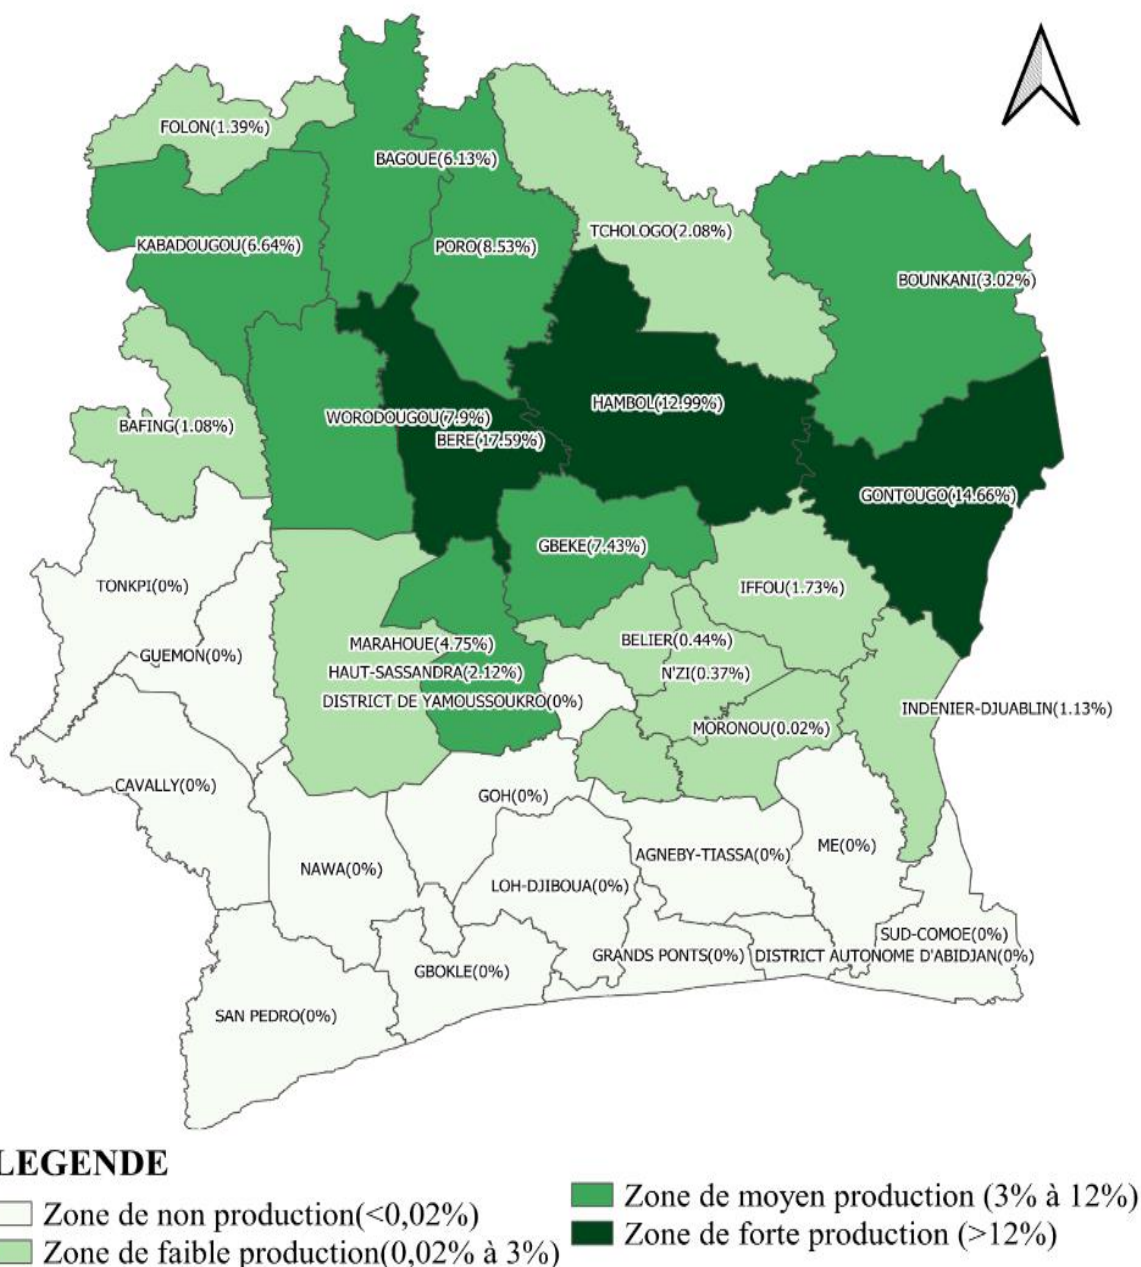 FOLON(1.39%)
BAGOUE(6.13%)
TCHOLOGO(2.08%)
KABADOUGOU(6.64%)
PORO(8.53%)
BOUNKANI(3.02%)
HAMBOL(12.99%)
WORODOUGOU(7.9%)
BAFING(1.08%)
BERE(17.59%)
GONTOUGO(14.66%)
GBEKE(7.43%)
TONKPI(0%)
IFFOU(1.73%)
MARAHOUE(4.75%)
BELIER(0.44%)
GUEMON(0%)
HAUT-SASSANDRA(2.12%)
N'ZI(0.37%)
DISTRICT DE YAMOUSSOUKRO(0%)
INDENIER-DJUABLIN(1.13%)
MORONOU(0.02%)
CAVALLY(0%)
GOH(0%)
ME(0%)
AGNEBY-TIASSA(0%)
NAWA(0%)
LOH-DJIBOUA(0%)
SUD-COMOE(0%)
GRANDS PONTS(0%)
DISTRICT AUTONOME D'ABIDJAN(0%)
GBOKLE(0%)
SAN PEDRO(0%)
LEGENDE
Zone de non production(<0,02%)
Zone de faible production(0,02% à 3%)
Zone de moyen production (3% à 12%)
Zone de forte production (>12%)